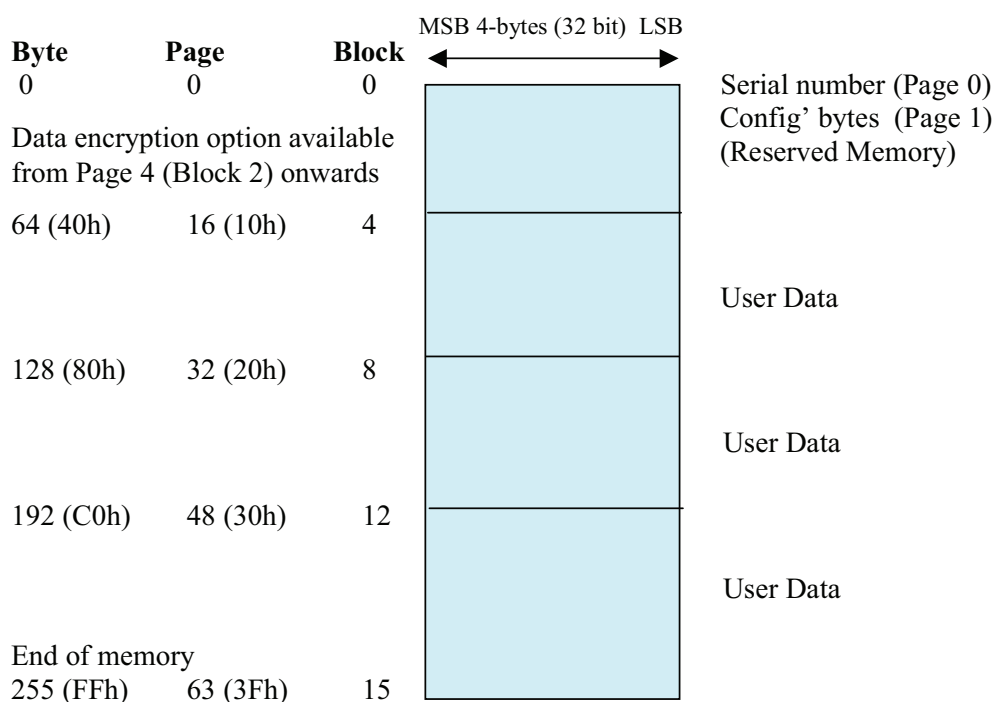 MSB 4-bytes (32 bit) LSB
Byte Page Block
0 0 0
Serial number (Page 0)
Config’ bytes (Page 1)
(Reserved Memory)
Data encryption option available
from Page 4 (Block 2) onwards
64 (40h) 16 (10h) 4
User Data
128 (80h) 32 (20h) 8
User Data
192 (C0h) 48 (30h) 12
User Data
End of memory
255 (FFh) 63 (3Fh) 15